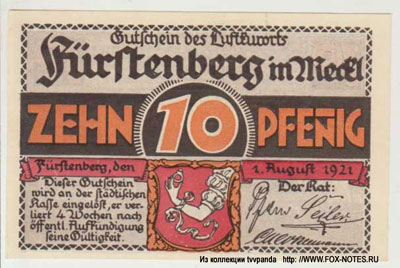 Gutschein des Luftkurorts
Fürstenberg in Meckl
ZEHN 10 PFENIG
Fürstenberg, den 1. August 1921
Dieser Gutschein
wird an der städtischen
Kasse eingelöst, er ver-
liert 4 Wochen nach
öffentl. Aufkündigung
seine Gültigkeit.
Der Rat:
Из коллекции tvvpanda http://www.FOX-NOTES.RU